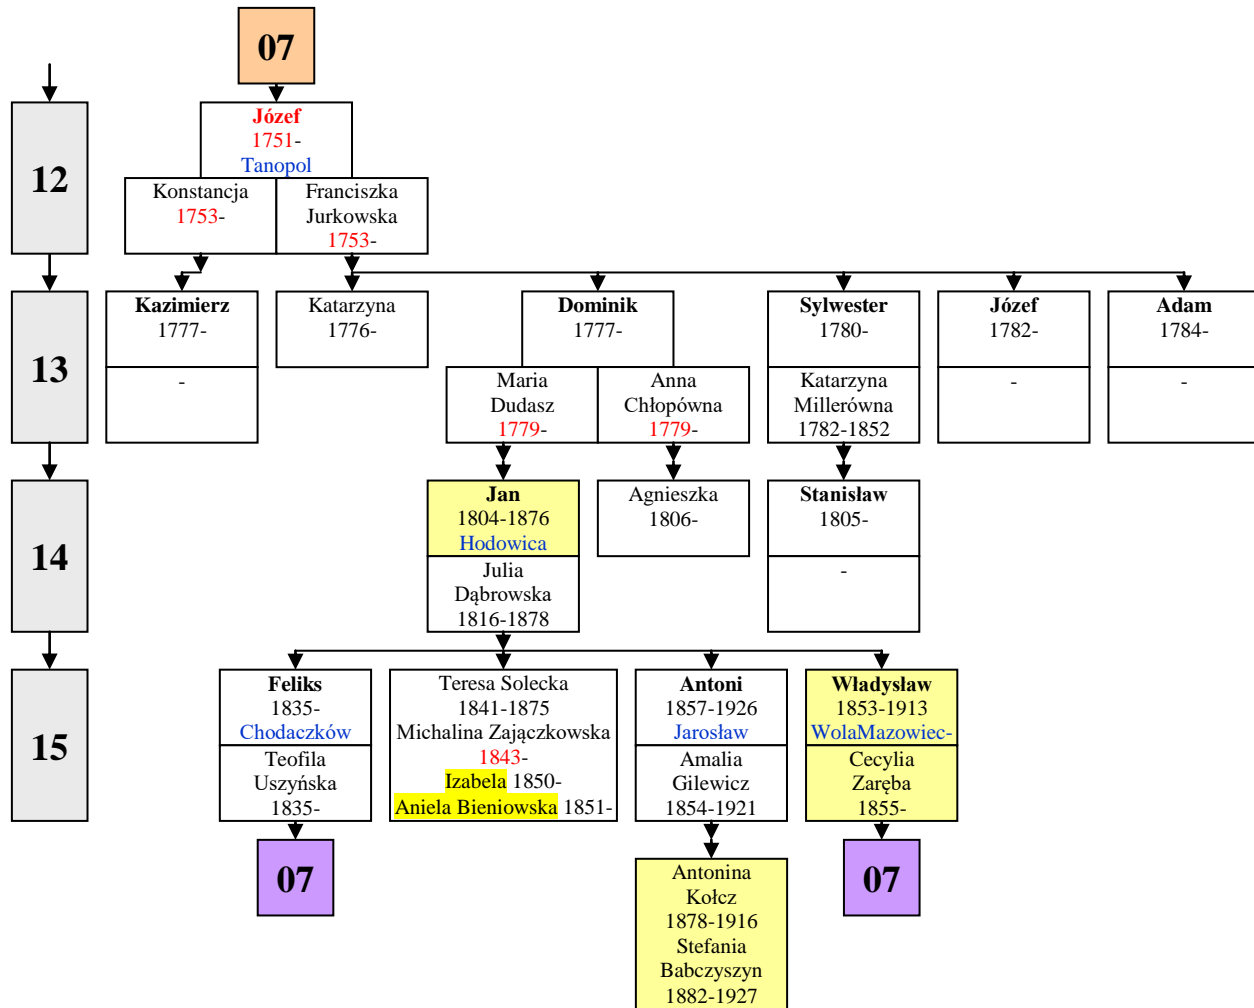 07
12
Józef
1751-
Tanopol
Konstancja
1753-
Franciszka
Jurkowska
1753-
13
Kazimierz
1777-
-
Katarzyna
1776-
Dominik
1777-
Maria
Dudasz
1779-
Anna
Chłopówna
1779-
Sylwester
1780-
Katarzyna
Millerówna
1782-1852
Józef
1782-
-
Adam
1784-
-
14
Jan
1804-1876
Hodowica
Julia
Dąbrowska
1816-1878
Agnieszka
1806-
Stanisław
1805-
-
15
Feliks
1835-
Chodaczków
Teofila
Uszyńska
1835-
Teresa Solecka
1841-1875
Michalina Zajączkowska
1843-
Izabela 1850-
Aniela Bieniowska 1851-
Antoni
1857-1926
Jarosław
Amalia
Gilewicz
1854-1921
Władysław
1853-1913
WolaMazowiec-
Cecylia
Zaręba
1855-
07
Antonina
Kołcz
1878-1916
Stefania
Babczyszyn
1882-1927
07